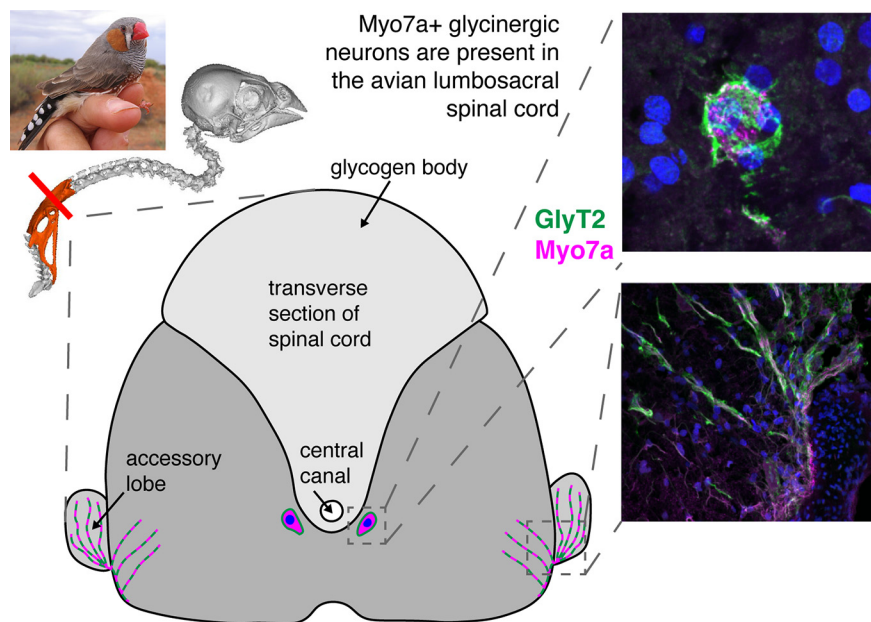 Myo7a+ glycinergic
neurons are present in
the avian lumbosacral
spinal cord
glycogen body
GlyT2
Myo7a
transverse
section of
spinal cord
accessory
lobe
central
canal